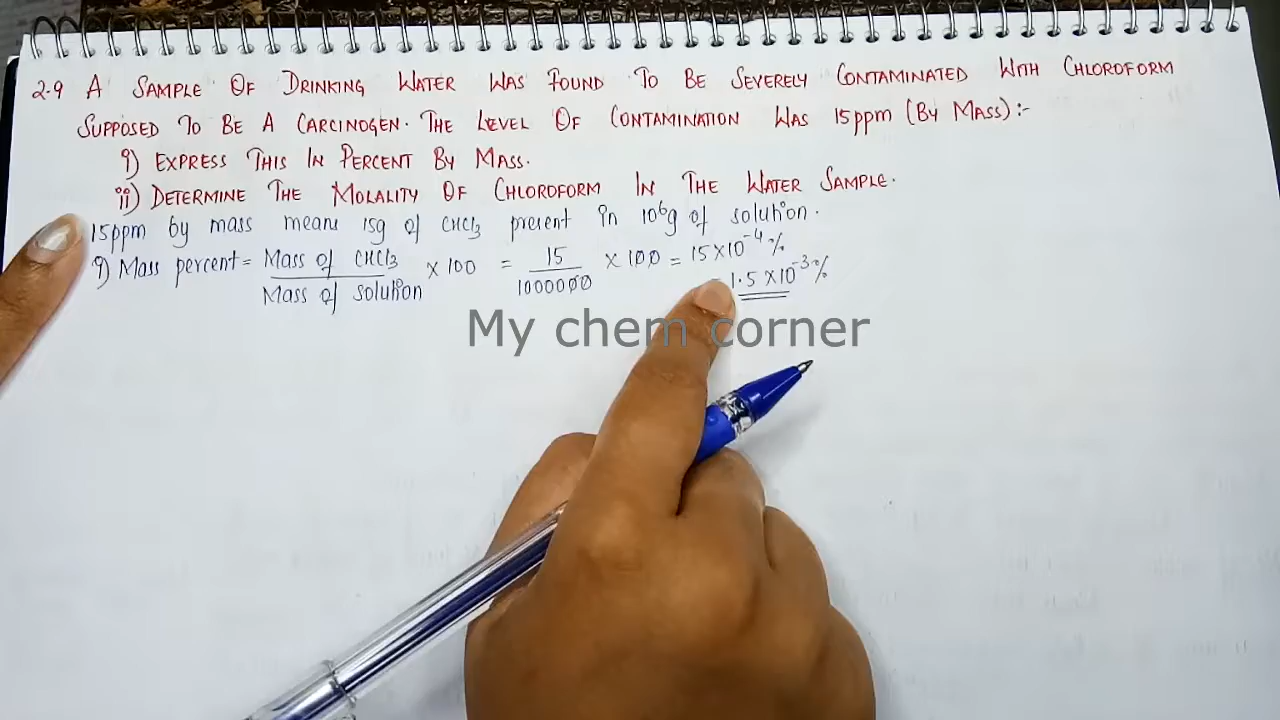 2.9 A SAMPLE OF DRINKING WATER WAS FOUND TO BE SEVERELY CONTAMINATED WITH CHLOROFORM
SUPPOSED TO BE A CARCINOGEN. THE LEVEL OF CONTAMINATION WAS 15ppm (BY MASS):-
i) EXPRESS THIS IN PERCENT BY MASS.
ii) DETERMINE THE MOLALITY OF CHLOROFORM IN THE WATER SAMPLE.
15ppm by mass means 15g of CHCl3 present in 10⁶g of solution.
i) Mass percent = Mass of CHCl3 / Mass of solution × 100 = 15 / 1000000 × 100 = 15×10⁻⁴%
1.5×10⁻³%
My chem corner